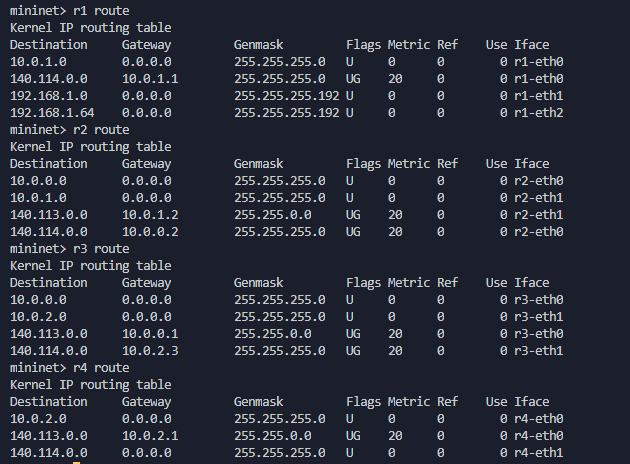 mininet> r1 route
Kernel IP routing table
Destination     Gateway         Genmask         Flags Metric Ref    Use Iface
10.0.1.0        0.0.0.0         255.255.255.0   U     0      0        0 r1-eth0
140.114.0.0     10.0.1.1        255.255.255.0   UG    20     0        0 r1-eth0
192.168.1.0     0.0.0.0         255.255.255.192 U     0      0        0 r1-eth1
192.168.1.64    0.0.0.0         255.255.255.192 U     0      0        0 r1-eth2
mininet> r2 route
Kernel IP routing table
Destination     Gateway         Genmask         Flags Metric Ref    Use Iface
10.0.0.0        0.0.0.0         255.255.255.0   U     0      0        0 r2-eth0
10.0.1.0        0.0.0.0         255.255.255.0   U     0      0        0 r2-eth1
140.113.0.0     10.0.1.2        255.255.0.0     UG    20     0        0 r2-eth1
140.114.0.0     10.0.0.2        255.255.255.0   UG    20     0        0 r2-eth0
mininet> r3 route
Kernel IP routing table
Destination     Gateway         Genmask         Flags Metric Ref    Use Iface
10.0.0.0        0.0.0.0         255.255.255.0   U     0      0        0 r3-eth0
10.0.2.0        0.0.0.0         255.255.255.0   U     0      0        0 r3-eth1
140.113.0.0     10.0.0.1        255.255.0.0     UG    20     0        0 r3-eth0
140.114.0.0     10.0.2.3        255.255.255.0   UG    20     0        0 r3-eth1
mininet> r4 route
Kernel IP routing table
Destination     Gateway         Genmask         Flags Metric Ref    Use Iface
10.0.2.0        0.0.0.0         255.255.255.0   U     0      0        0 r4-eth0
140.113.0.0     10.0.2.1        255.255.0.0     UG    20     0        0 r4-eth0
140.114.0.0     0.0.0.0         255.255.255.0   U     0      0        0 r4-eth1